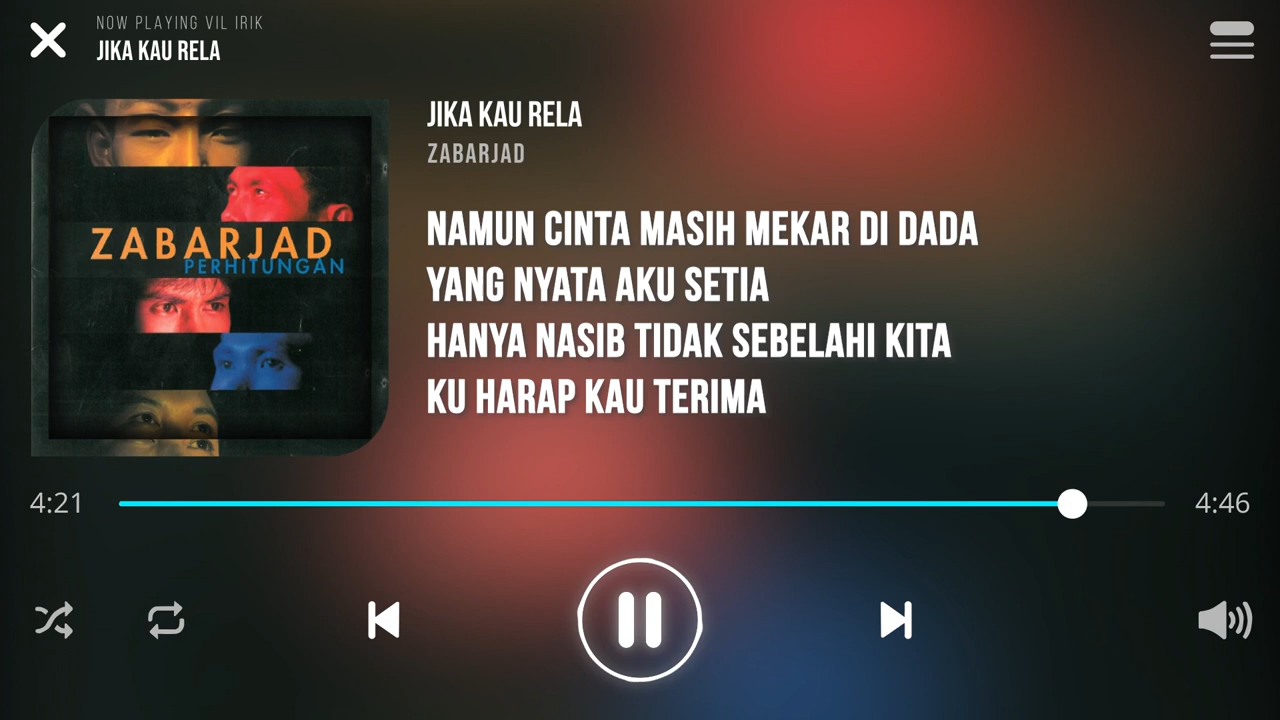 NOW PLAYING VIL IRIK
JIKA KAU RELA
ZABARJAD
PERHITUNGAN
JIKA KAU RELA
ZABARJAD
NAMUN CINTA MASIH MEKAR DI DADA
YANG NYATA AKU SETIA
HANYA NASIB TIDAK SEBELAHI KITA
KU HARAP KAU TERIMA
4:21
4:46